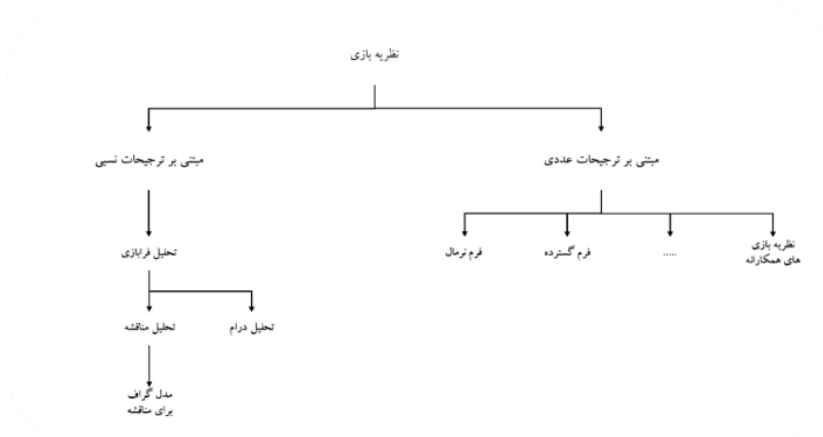 نظریه بازی
مبتنی بر ترجیحات عددی
مبتنی بر ترجیحات نسبی
نظریه بازی
های همکارانه
.....
فرم گسترده
فرم نرمال
تحلیل فرابازی
تحلیل درام
تحلیل مناقشه
مدل گراف
برای مناقشه